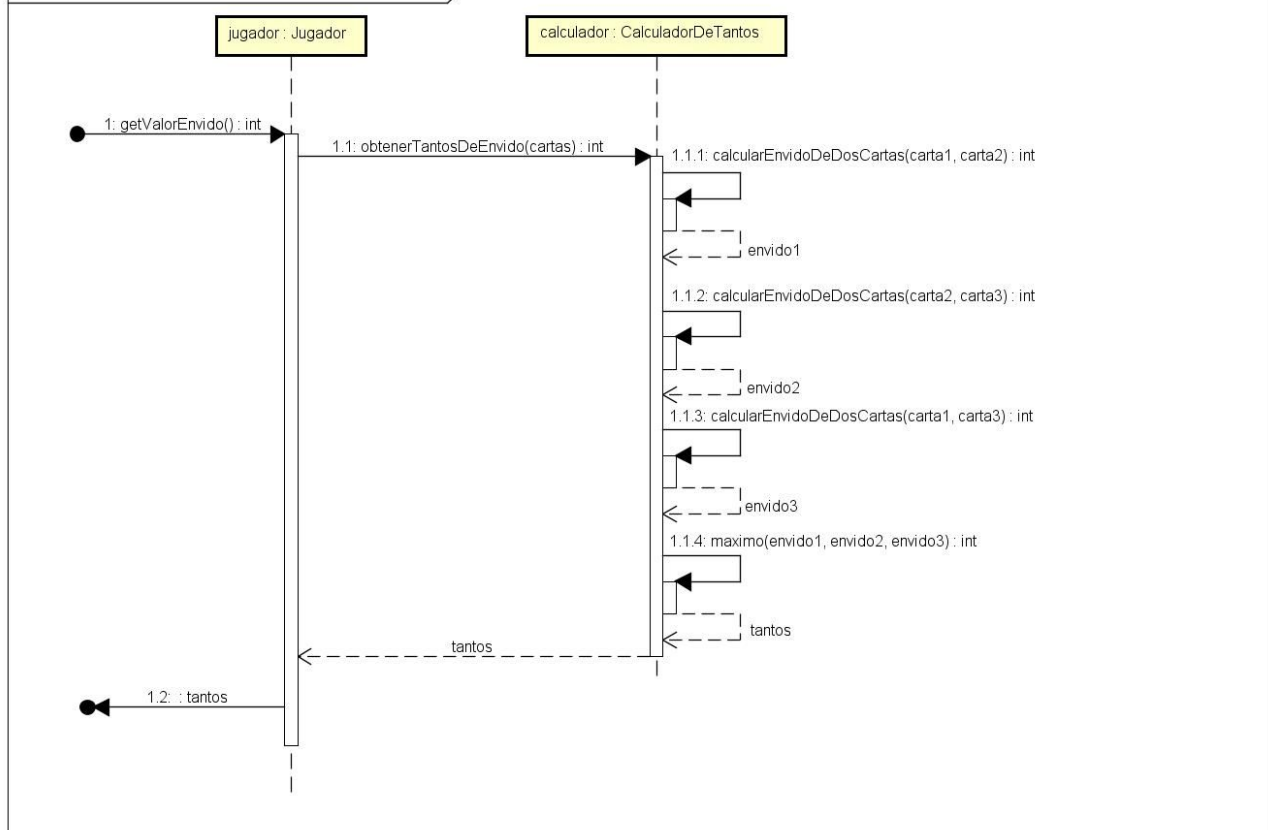 jugador : Jugador
calculador : CalculadorDeTantos
1: getValorEnvido() : int
1.1: obtenerTantosDeEnvido(cartas) : int
1.1.1: calcularEnvidoDeDosCartas(carta1, carta2) : int
envido1
1.1.2: calcularEnvidoDeDosCartas(carta2, carta3) : int
envido2
1.1.3: calcularEnvidoDeDosCartas(carta1, carta3) : int
envido3
1.1.4: maximo(envido1, envido2, envido3) : int
tantos
tantos
1.2: : tantos